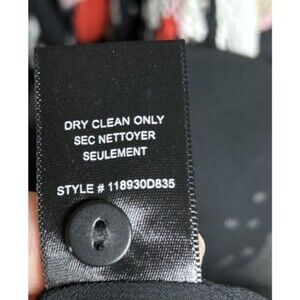 DRY CLEAN ONLY
SEC NETTOYER
SEULEMENT
STYLE # 118930D835